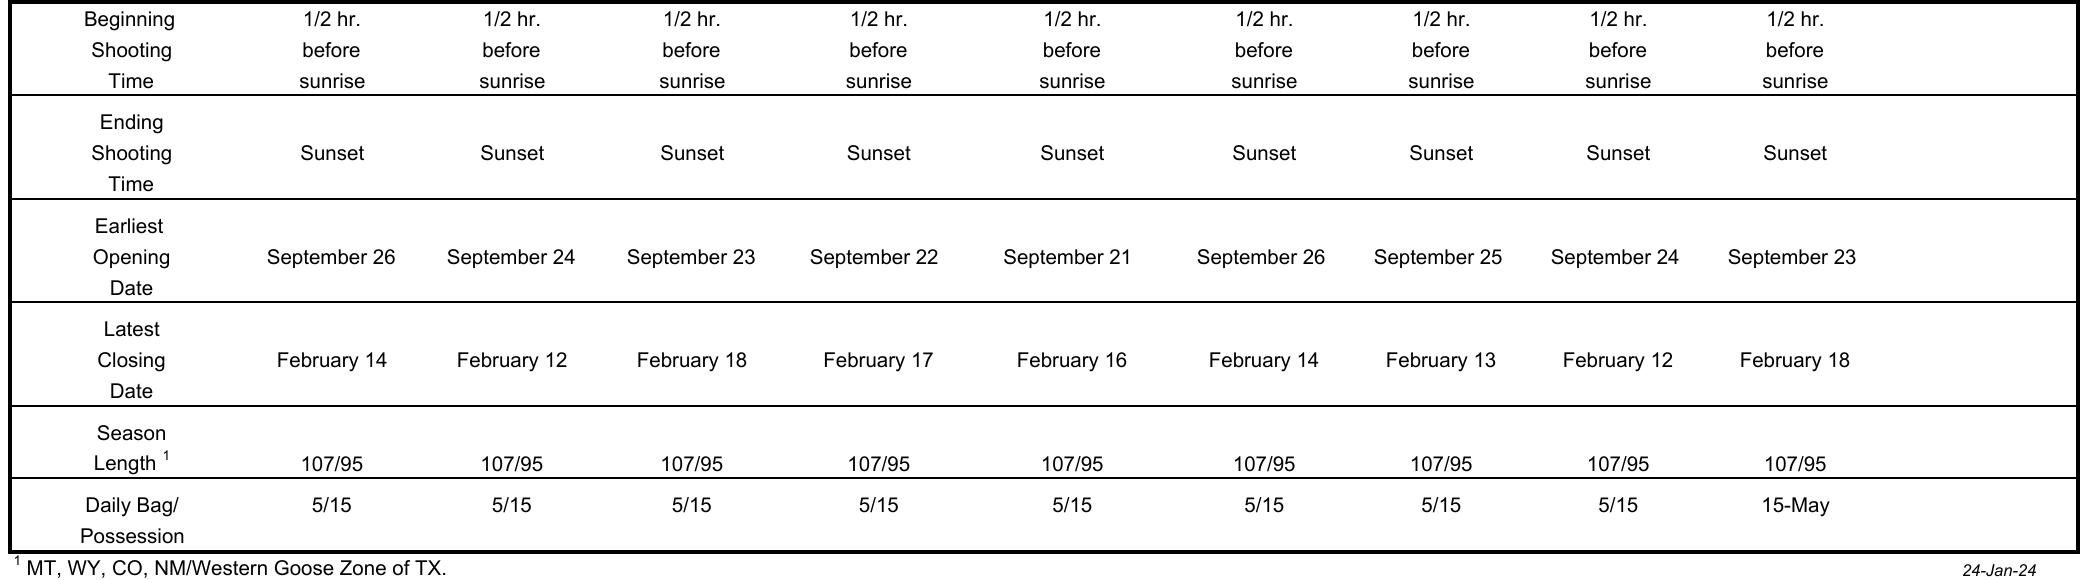 Beginning 1/2 hr. 1/2 hr. 1/2 hr. 1/2 hr. 1/2 hr. 1/2 hr. 1/2 hr. 1/2 hr. 1/2 hr.
Shooting before before before before before before before before before
Time sunrise sunrise sunrise sunrise sunrise sunrise sunrise sunrise sunrise
Ending
Shooting Sunset Sunset Sunset Sunset Sunset Sunset Sunset Sunset Sunset
Time
Earliest
Opening September 26 September 24 September 23 September 22 September 21 September 26 September 25 September 24 September 23
Date
Latest
Closing February 14 February 12 February 18 February 17 February 16 February 14 February 13 February 12 February 18
Date
Season
Length 1 107/95 107/95 107/95 107/95 107/95 107/95 107/95 107/95 107/95
Daily Bag/ 5/15 5/15 5/15 5/15 5/15 5/15 5/15 5/15 15-May
Possession
1 MT, WY, CO, NM/Western Goose Zone of TX. 24-Jan-24